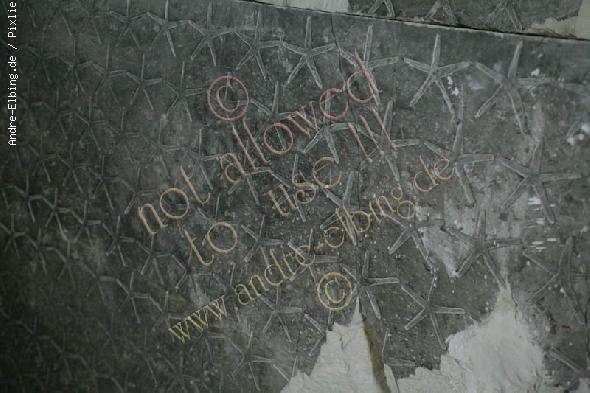 Andre-Elbing.de / Pixlie
©
not allowed
to use !!!
www.andre-elbing.de
©